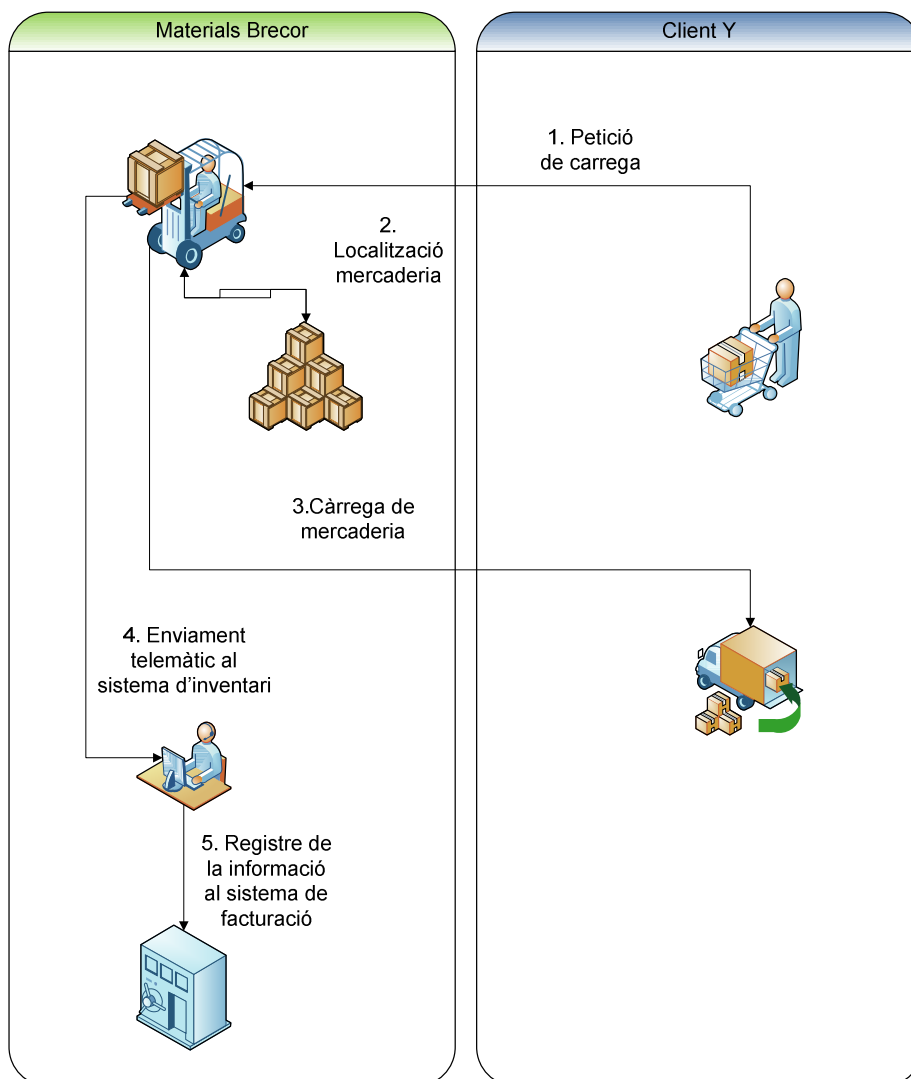 Materials Brecor
Client Y
1. Petició
de carrega
2.
Localització
mercaderia
3.Càrrega de
mercaderia
4. Enviament
telemàtic al
sistema d'inventari
5. Registre de
la informació
al sistema de
facturació